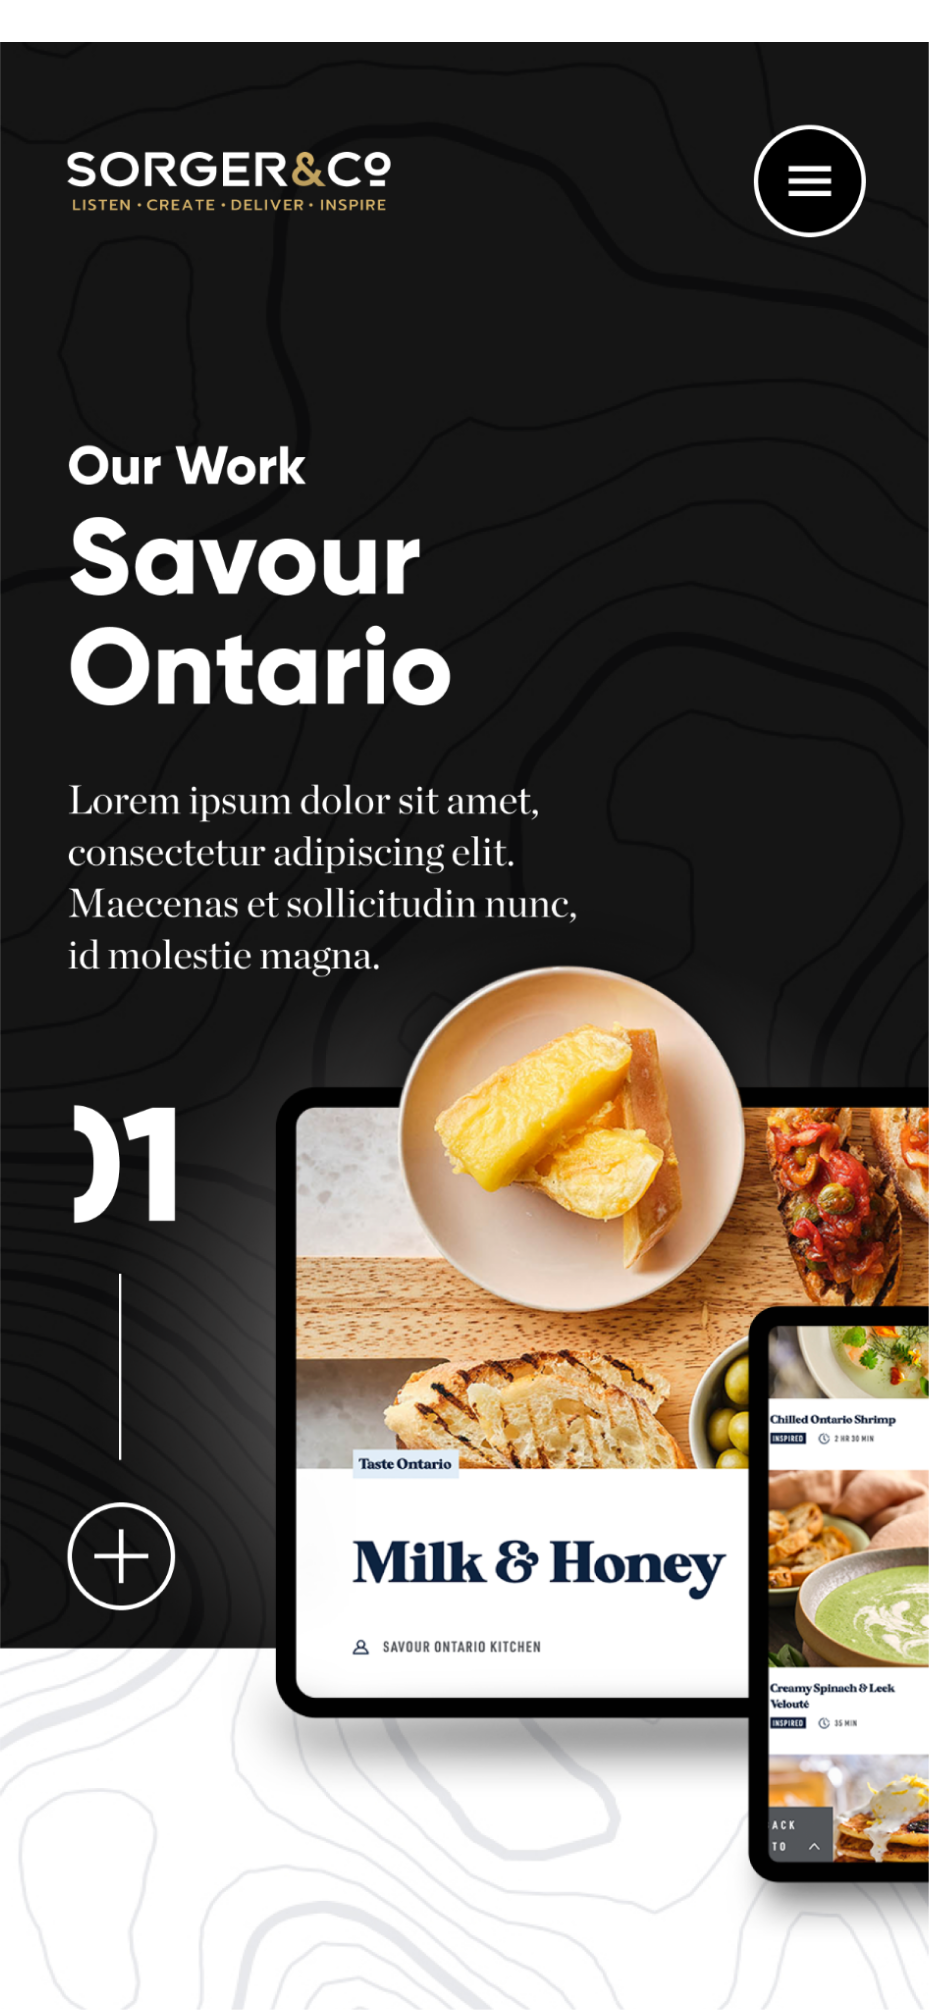 SORGER&Co
LISTEN • CREATE • DELIVER • INSPIRE
Our Work
Savour
Ontario
Lorem ipsum dolor sit amet,
consectetur adipiscing elit.
Maecenas et sollicitudin nunc,
id molestie magna.
01
Taste Ontario
Milk & Honey
SAVOUR ONTARIO KITCHEN
Chilled Ontario Shrimp
INSPIRED 2 HR 30 MIN
Creamy Spinach & Leek
Velouté
INSPIRED 35 MIN
ACK
TO